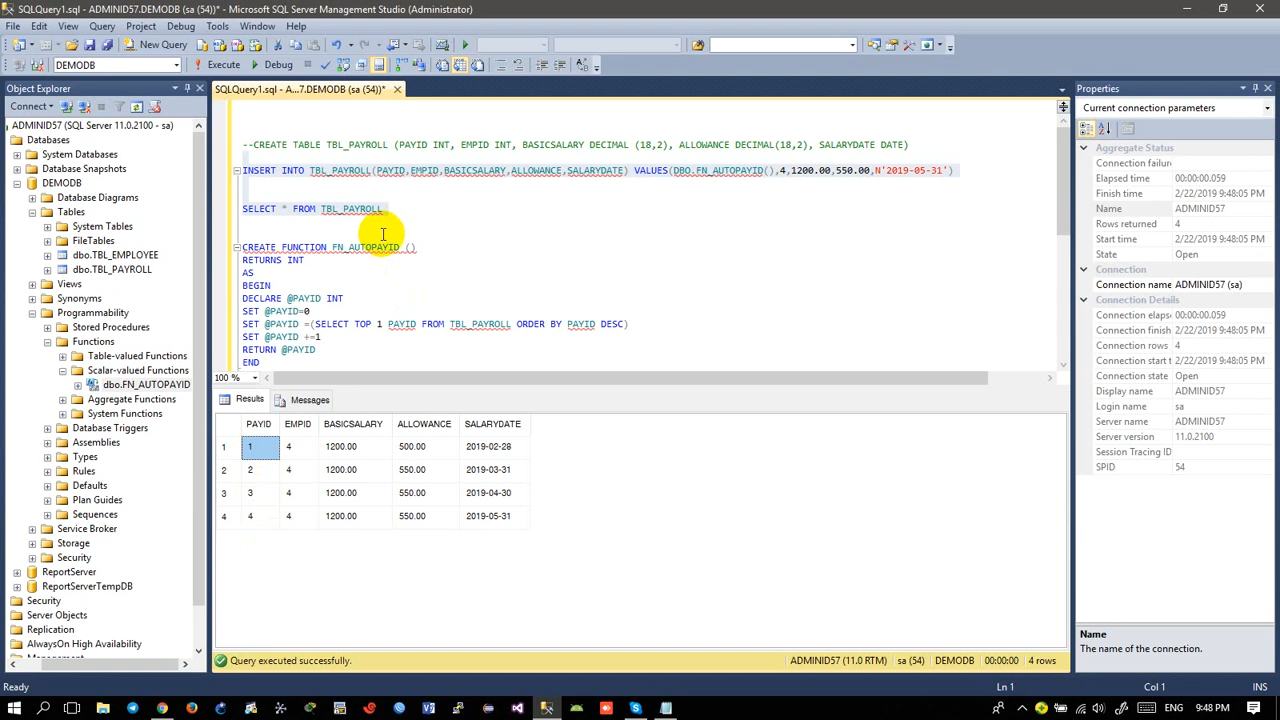 SQLQuery1.sql - ADMINID57.DEMODB (sa (54))* - Microsoft SQL Server Management Studio (Administrator)
File Edit View Query Project Debug Tools Window Help
New Query
DEMODB Execute Debug
Object Explorer
Connect
ADMINID57 (SQL Server 11.0.2100 - sa)
Databases
System Databases
Database Snapshots
DEMODB
Database Diagrams
Tables
System Tables
FileTables
dbo.TBL_EMPLOYEE
dbo.TBL_PAYROLL
Views
Synonyms
Programmability
Stored Procedures
Functions
Table-valued Functions
Scalar-valued Functions
dbo.FN_AUTOPAYID
Aggregate Functions
System Functions
Database Triggers
Assemblies
Types
Rules
Defaults
Plan Guides
Sequences
Service Broker
Storage
Security
ReportServer
ReportServerTempDB
Security
Server Objects
Replication
AlwaysOn High Availability
SQLQuery1.sql - A...7.DEMODB (sa (54))*
--CREATE TABLE TBL_PAYROLL (PAYID INT, EMPID INT, BASICSALARY DECIMAL (18,2), ALLOWANCE DECIMAL(18,2), SALARYDATE DATE)
INSERT INTO TBL_PAYROLL(PAYID,EMPID,BASICSALARY,ALLOWANCE,SALARYDATE) VALUES(DBO.FN_AUTOPAYID(),4,1200.00,550.00,N'2019-05-31')
SELECT * FROM TBL_PAYROLL
CREATE FUNCTION FN_AUTOPAYID ()
RETURNS INT
AS
BEGIN
DECLARE @PAYID INT
SET @PAYID=0
SET @PAYID =(SELECT TOP 1 PAYID FROM TBL_PAYROLL ORDER BY PAYID DESC)
SET @PAYID +=1
RETURN @PAYID
END
100 %
Results Messages
PAYID EMPID BASICSALARY ALLOWANCE SALARYDATE
1 1 4 1200.00 500.00 2019-02-28
2 2 4 1200.00 550.00 2019-03-31
3 3 4 1200.00 550.00 2019-04-30
4 4 4 1200.00 550.00 2019-05-31
Query executed successfully. ADMINID57 (11.0 RTM) sa (54) DEMODB 00:00:00 4 rows
Properties
Current connection parameters
Aggregate Status
Connection failure
Elapsed time 00:00:00.059
Finish time 2/22/2019 9:48:05 PM
Name ADMINID57
Rows returned 4
Start time 2/22/2019 9:48:05 PM
State Open
Connection
Connection name ADMINID57 (sa)
Connection Details
Connection elaps 00:00:00.059
Connection finish 2/22/2019 9:48:05 PM
Connection rows 4
Connection start t 2/22/2019 9:48:05 PM
Connection state Open
Display name ADMINID57
Login name sa
Server name ADMINID57
Server version 11.0.2100
Session Tracing ID
SPID 54
Name
The name of the connection.
Ready Ln 1 Col 1 INS
9:48 PM